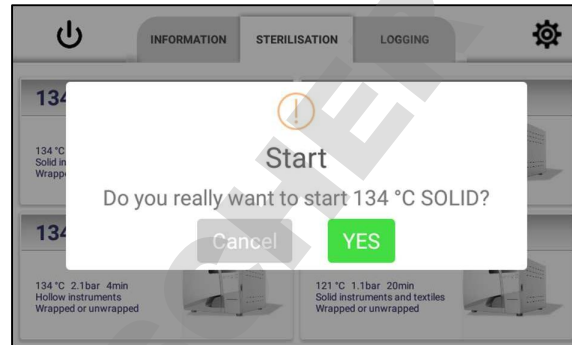 INFORMATION STERILISATION LOGGING
134
134 °C
Solid in
Wrapp
Start
Do you really want to start 134 °C SOLID?
Cancel YES
134
134 °C 2.1bar 4min
Hollow instruments
Wrapped or unwrapped
121 °C 1.1bar 20min
Solid instruments and textiles
Wrapped or unwrapped
SCHER